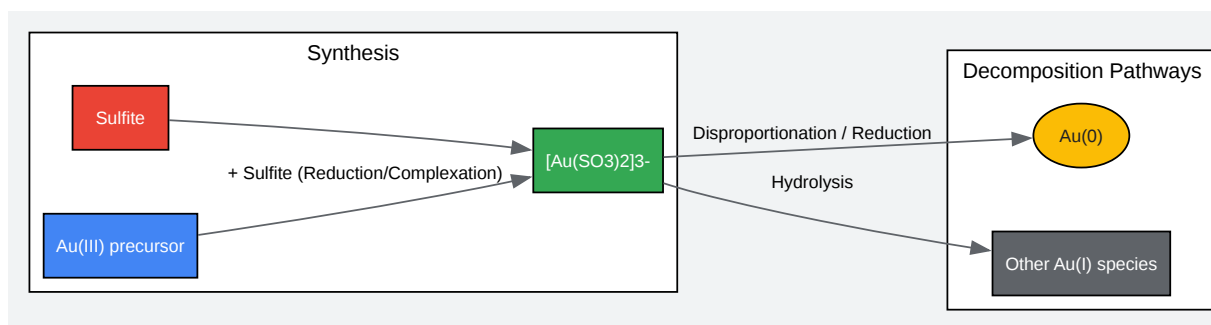 Synthesis
Decomposition Pathways
Sulfite
Au(0)
Disproportionation / Reduction
[Au(SO3)2]3-
+ Sulfite (Reduction/Complexation)
Hydrolysis
Au(III) precursor
Other Au(I) species